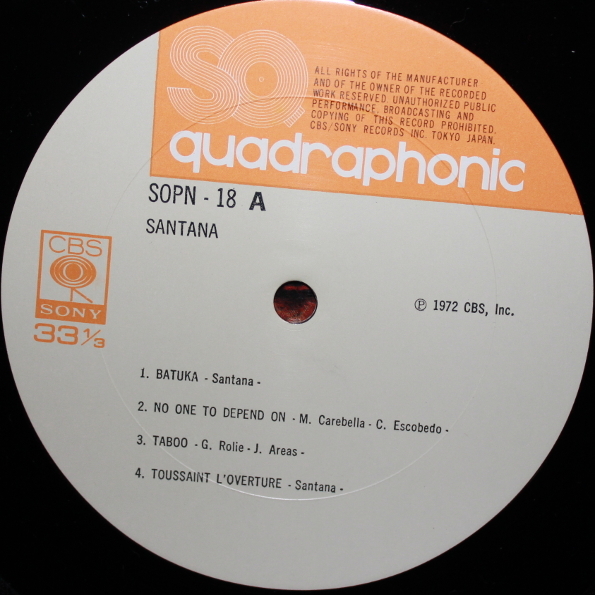 SQ
ALL RIGHTS OF THE MANUFACTURER
AND OF THE OWNER OF THE RECORDED
WORK RESERVED. UNAUTHORIZED PUBLIC
PERFORMANCE, BROADCASTING AND
COPYING OF THIS RECORD PROHIBITED.
CBS/SONY RECORDS INC. TOKYO JAPAN.
quadraphonic
SOPN - 18 A
SANTANA
CBS
SONY
33 1/3
℗ 1972 CBS, Inc.
1. BATUKA - Santana -
2. NO ONE TO DEPEND ON - M. Carebella - C. Escobedo -
3. TABOO - G. Rolie - J. Areas -
4. TOUSSAINT L'OVERTURE - Santana -